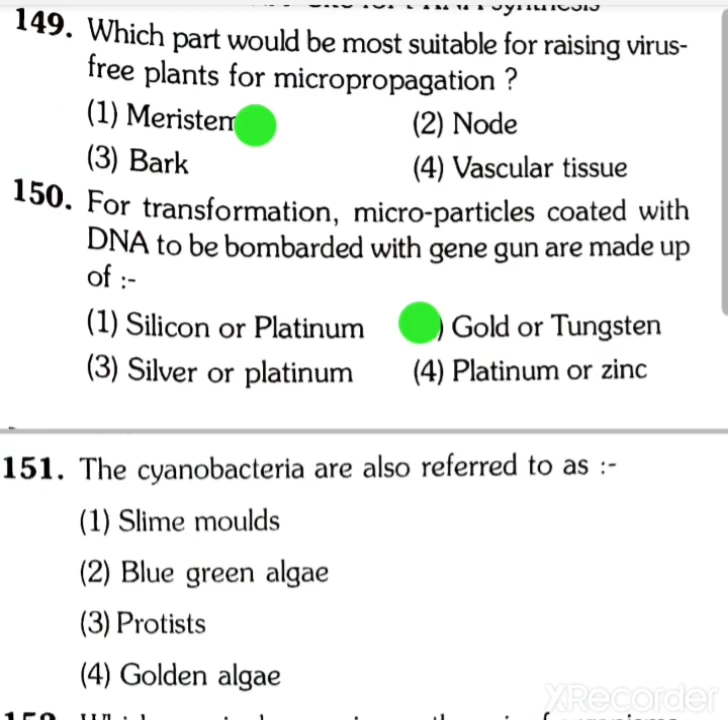 149. Which part would be most suitable for raising virus-
free plants for micropropagation ?
(1) Meristem (2) Node
(3) Bark (4) Vascular tissue
150. For transformation, micro-particles coated with
DNA to be bombarded with gene gun are made up
of :-
(1) Silicon or Platinum ) Gold or Tungsten
(3) Silver or platinum (4) Platinum or zinc
151. The cyanobacteria are also referred to as :-
(1) Slime moulds
(2) Blue green algae
(3) Protists
(4) Golden algae
XRecorder